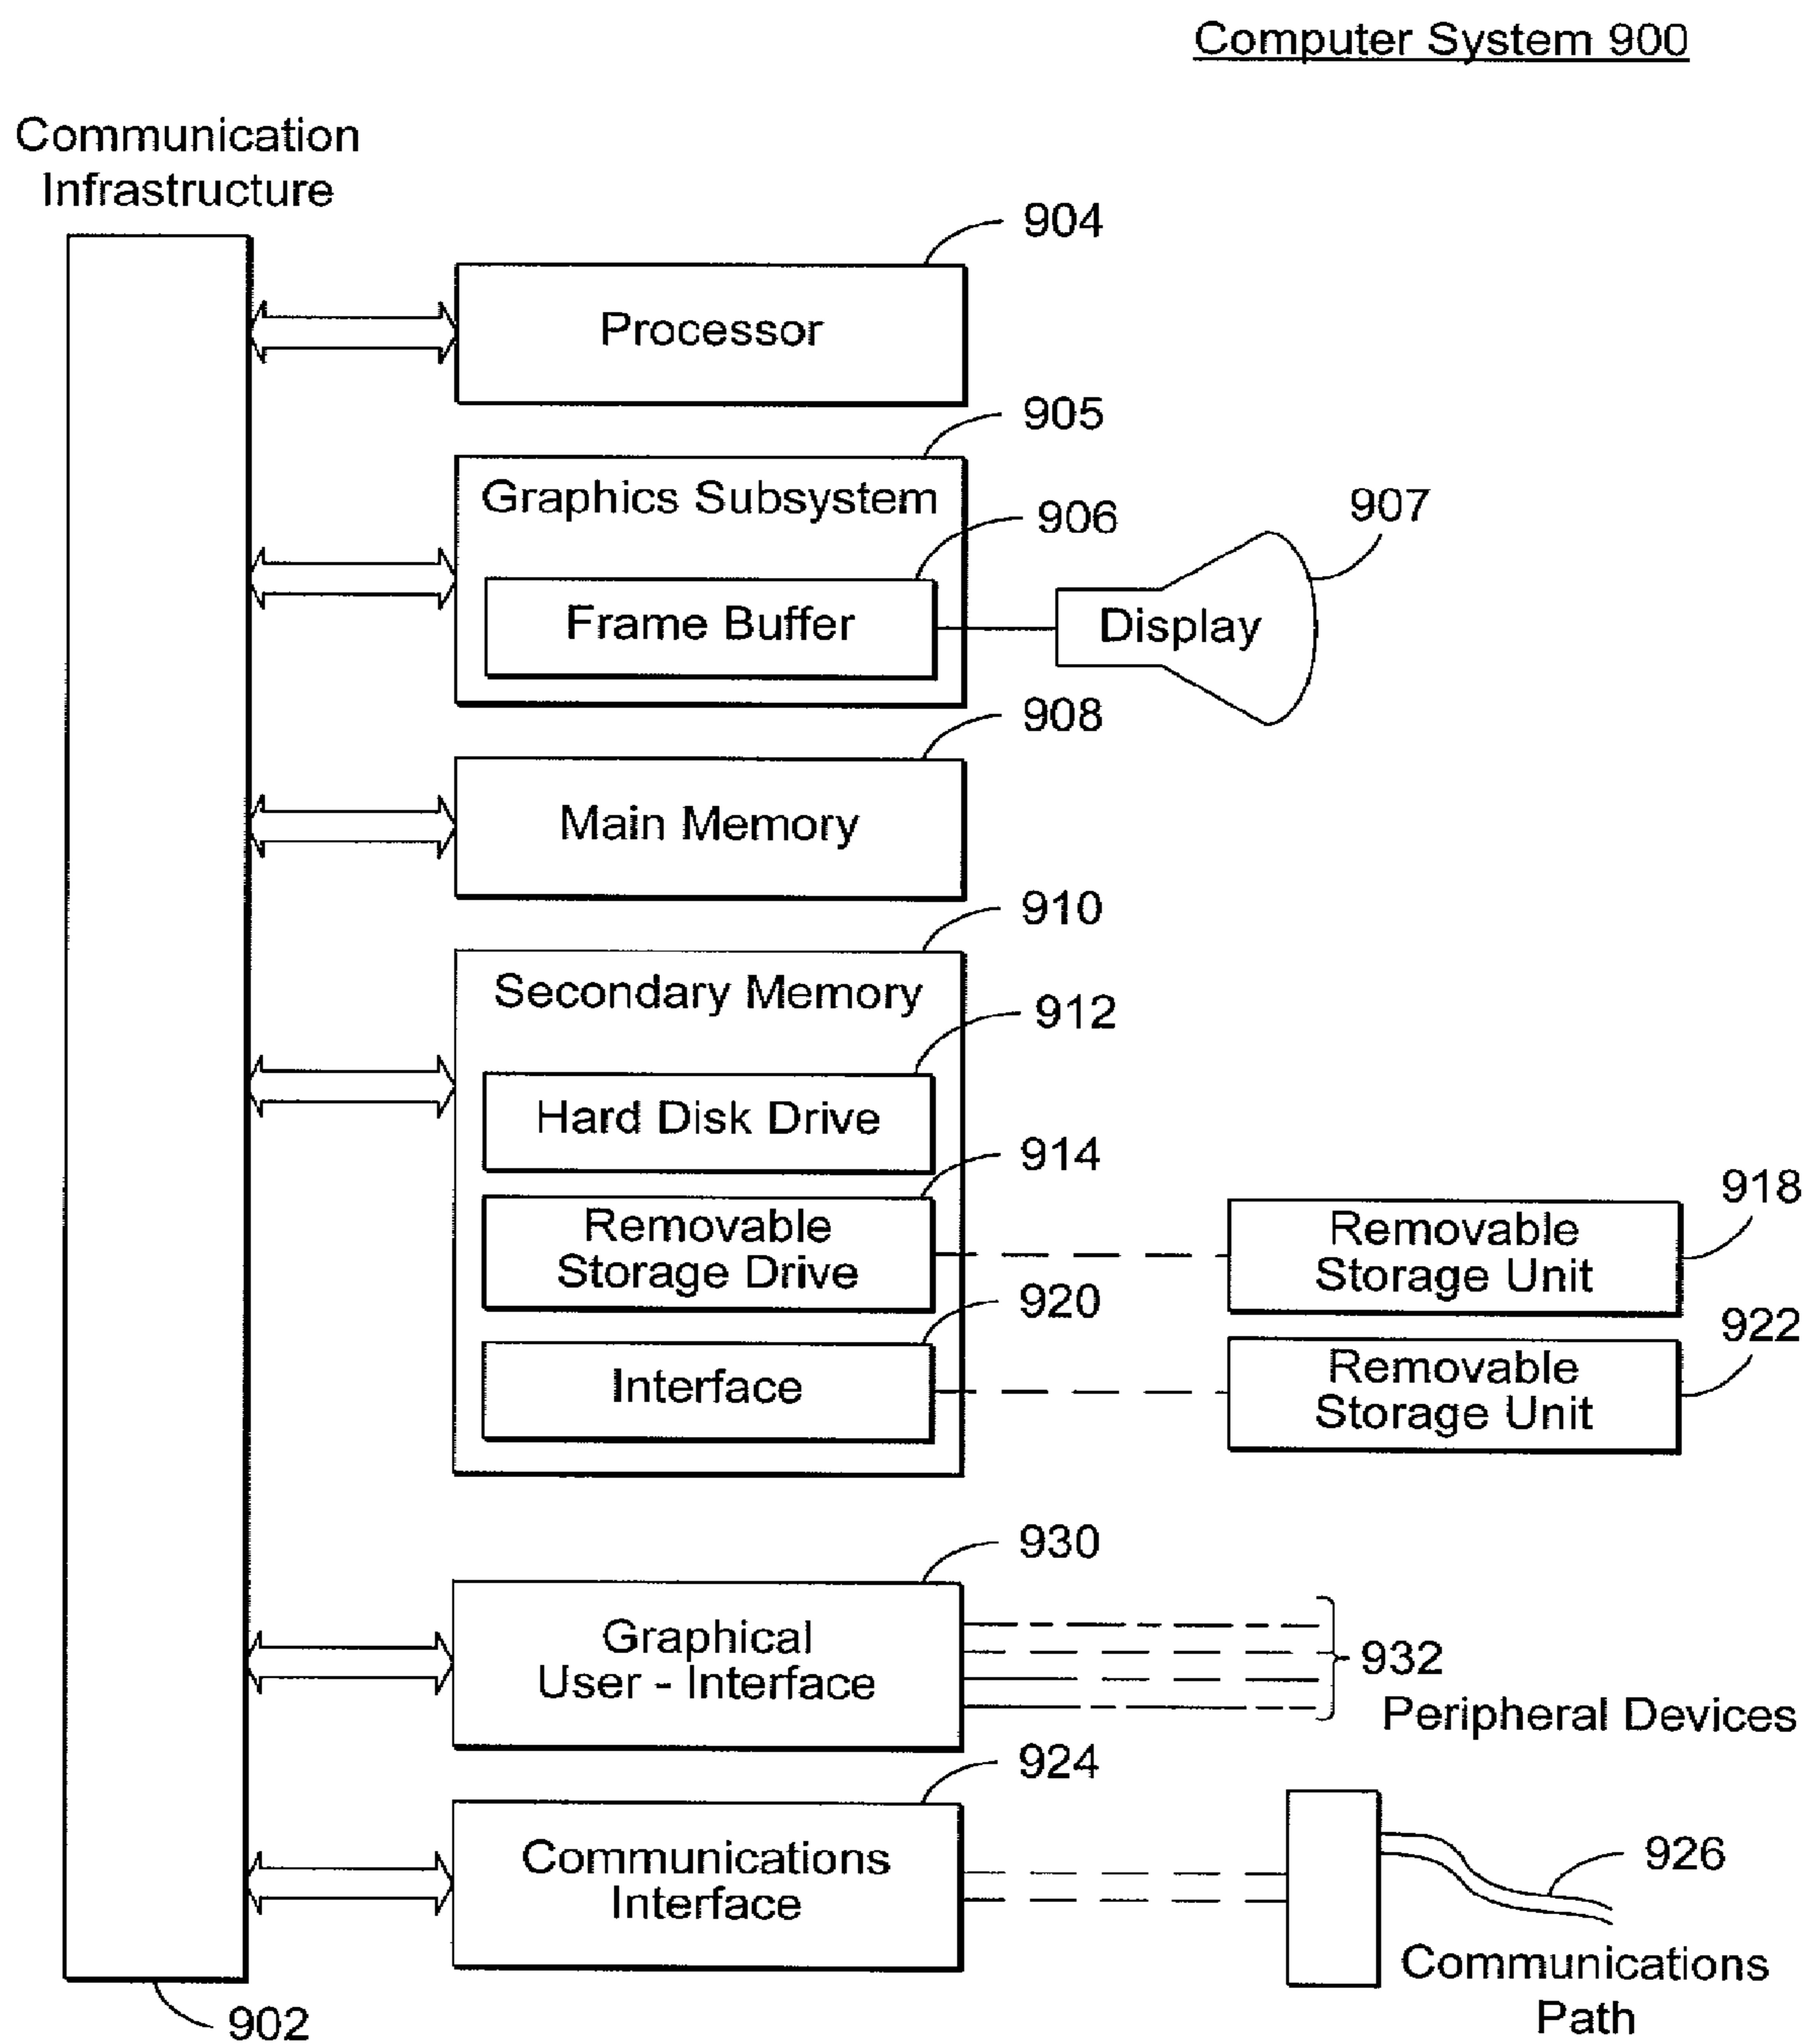 Computer System 900
Communication
Infrastructure
904
Processor
905
Graphics Subsystem
906
Frame Buffer
907
Display
908
Main Memory
910
Secondary Memory
912
Hard Disk Drive
914
Removable
Storage Drive
918
Removable
Storage Unit
920
Interface
922
Removable
Storage Unit
930
Graphical
User - Interface
932
Peripheral Devices
924
Communications
Interface
926
Communications
Path
902